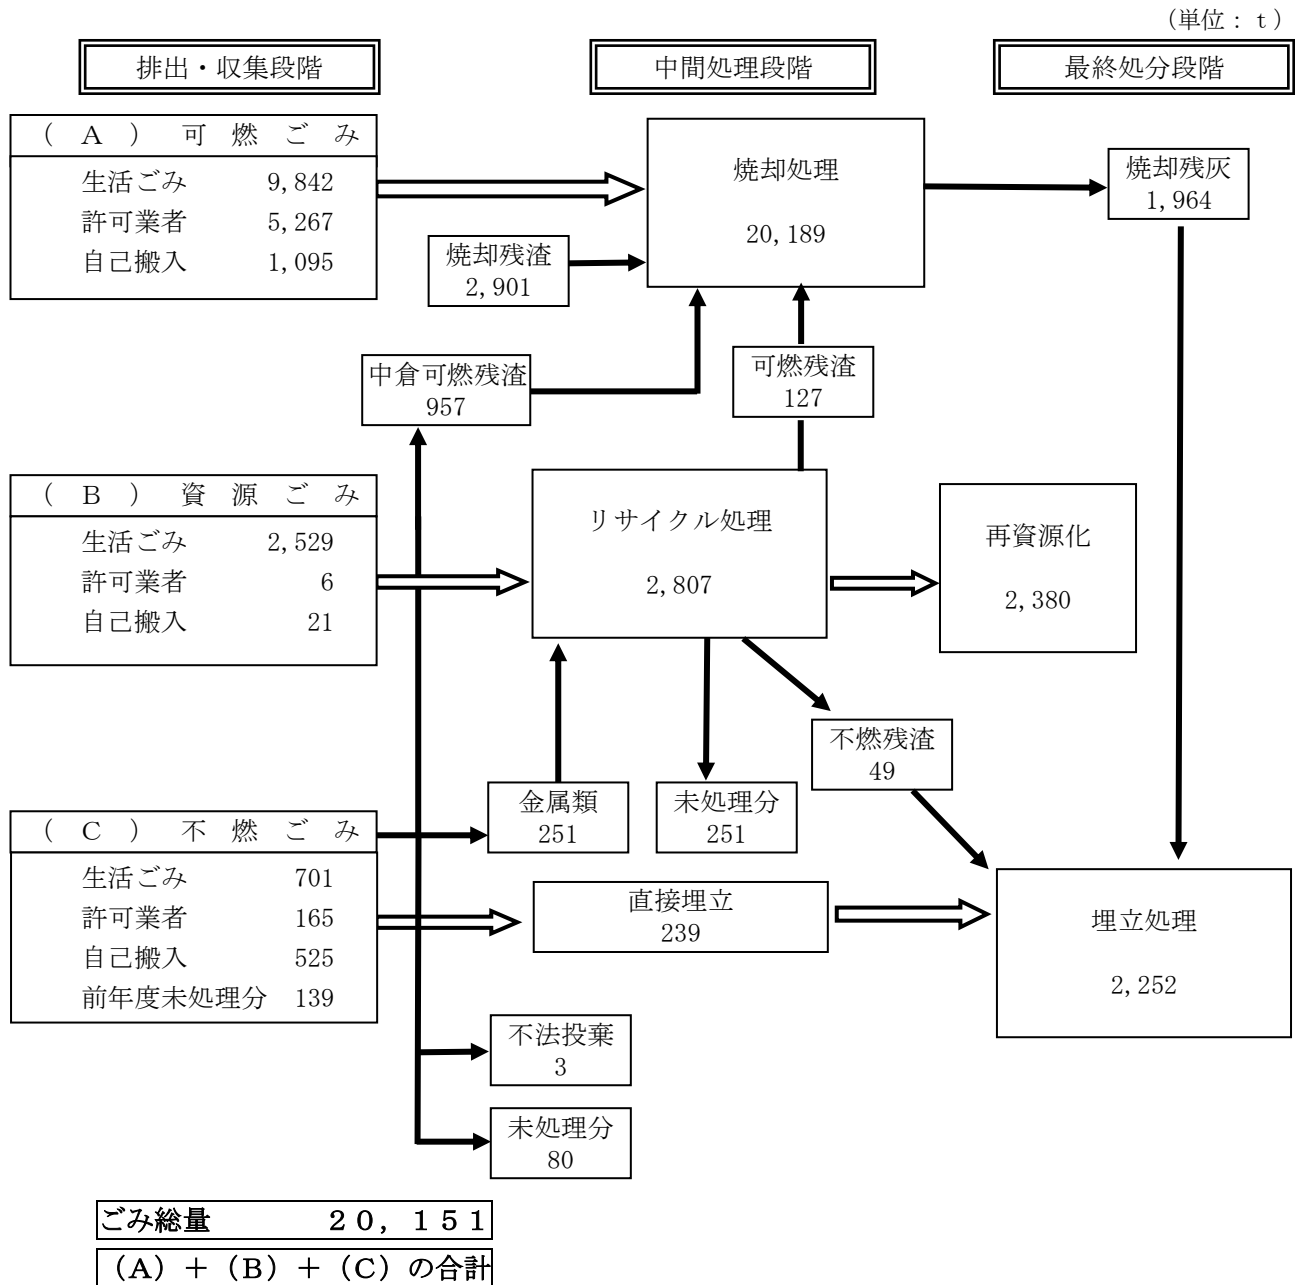 （単位：ｔ）
排出・収集段階
中間処理段階
最終処分段階
（Ａ）可燃ごみ
生活ごみ 9,842
許可業者 5,267
自己搬入 1,095
焼却処理
20,189
焼却残灰
1,964
焼却残渣
2,901
中倉可燃残渣
957
可燃残渣
127
（Ｂ）資源ごみ
生活ごみ 2,529
許可業者 6
自己搬入 21
リサイクル処理
2,807
再資源化
2,380
不燃残渣
49
金属類
251
未処理分
251
（Ｃ）不燃ごみ
生活ごみ 701
許可業者 165
自己搬入 525
前年度未処理分 139
直接埋立
239
埋立処理
2,252
不法投棄
3
未処理分
80
ごみ総量 ２０，１５１
（Ａ）＋（Ｂ）＋（Ｃ）の合計